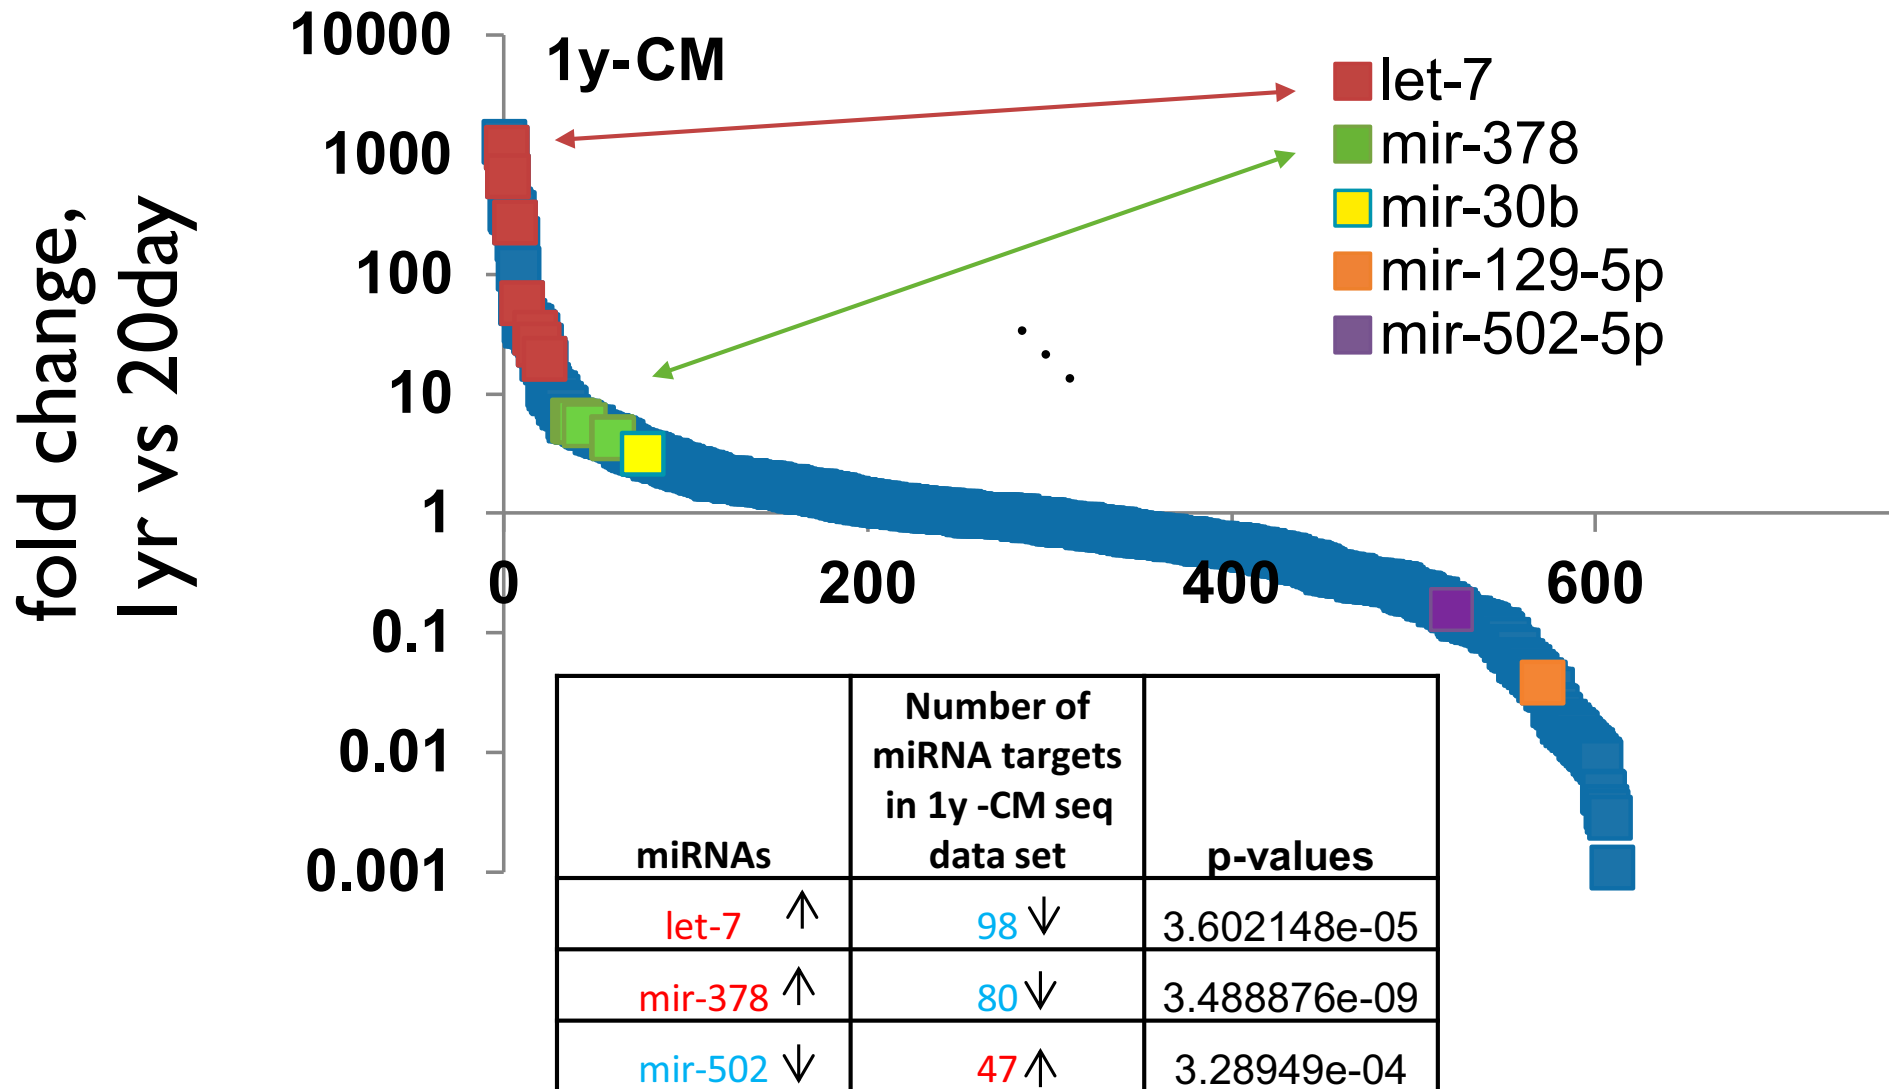 fold change,
1yr vs 20day
1y-CM
10000
1000
100
10
1
0.1
0.01
0.001
0
200
400
600
let-7
mir-378
mir-30b
mir-129-5p
mir-502-5p
miRNAs
Number of
miRNA targets
in 1y -CM seq
data set
p-values
let-7 ↑ 98 ↓ 3.602148e-05
mir-378 ↑ 80 ↓ 3.488876e-09
mir-502 ↓ 47 ↑ 3.28949e-04